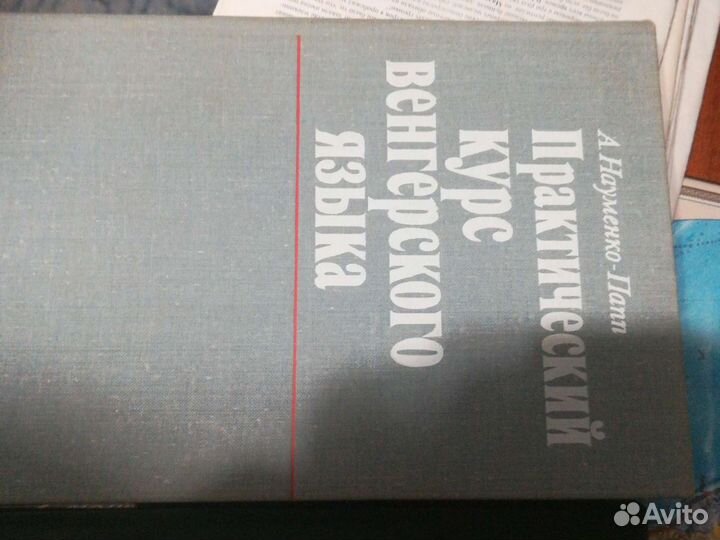 А. Науменко-Папп
Практический
курс
венгерского
языка
Avito